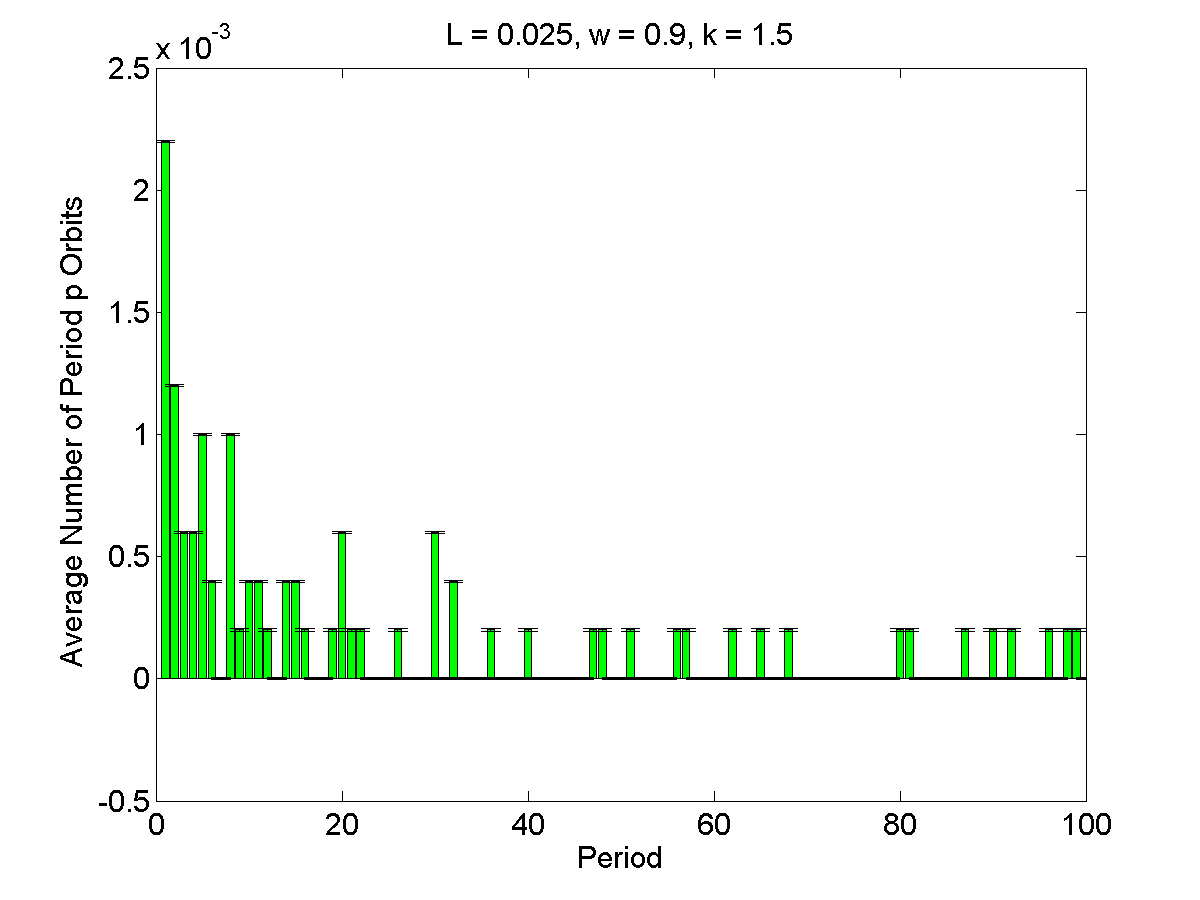 L = 0.025, w = 0.9, k = 1.5
x 10^-3
2.5
2
1.5
1
0.5
0
-0.5
Average Number of Period p Orbits
0 20 40 60 80 100
Period